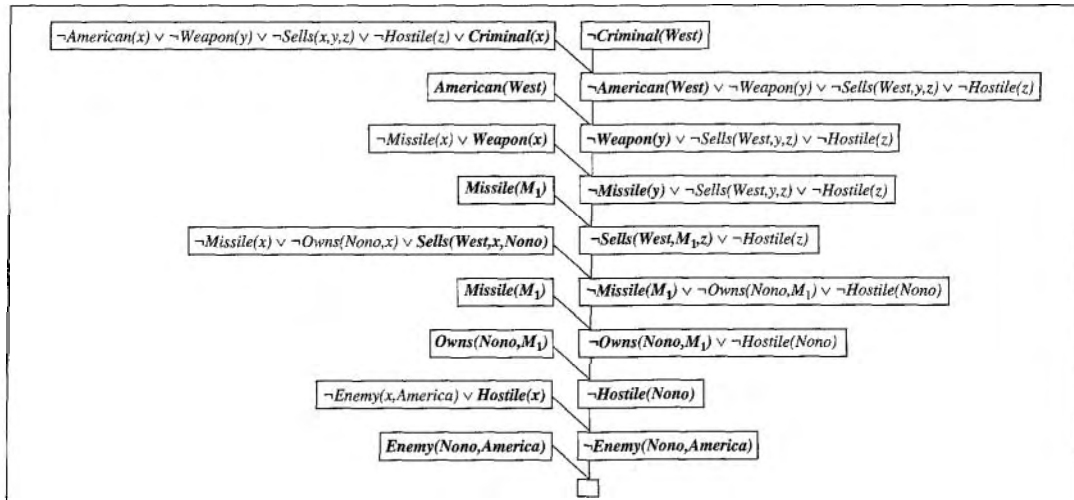 ¬American(x) ∨ ¬Weapon(y) ∨ ¬Sells(x,y,z) ∨ ¬Hostile(z) ∨ Criminal(x) ¬Criminal(West)
American(West) ¬American(West) ∨ ¬Weapon(y) ∨ ¬Sells(West,y,z) ∨ ¬Hostile(z)
¬Missile(x) ∨ Weapon(x) ¬Weapon(y) ∨ ¬Sells(West,y,z) ∨ ¬Hostile(z)
Missile(M₁) ¬Missile(y) ∨ ¬Sells(West,y,z) ∨ ¬Hostile(z)
¬Missile(x) ∨ ¬Owns(Nono,x) ∨ Sells(West,x,Nono) ¬Sells(West,M₁,z) ∨ ¬Hostile(z)
Missile(M₁) ¬Missile(M₁) ∨ ¬Owns(Nono,M₁) ∨ ¬Hostile(Nono)
Owns(Nono,M₁) ¬Owns(Nono,M₁) ∨ ¬Hostile(Nono)
¬Enemy(x,America) ∨ Hostile(x) ¬Hostile(Nono)
Enemy(Nono,America) ¬Enemy(Nono,America)